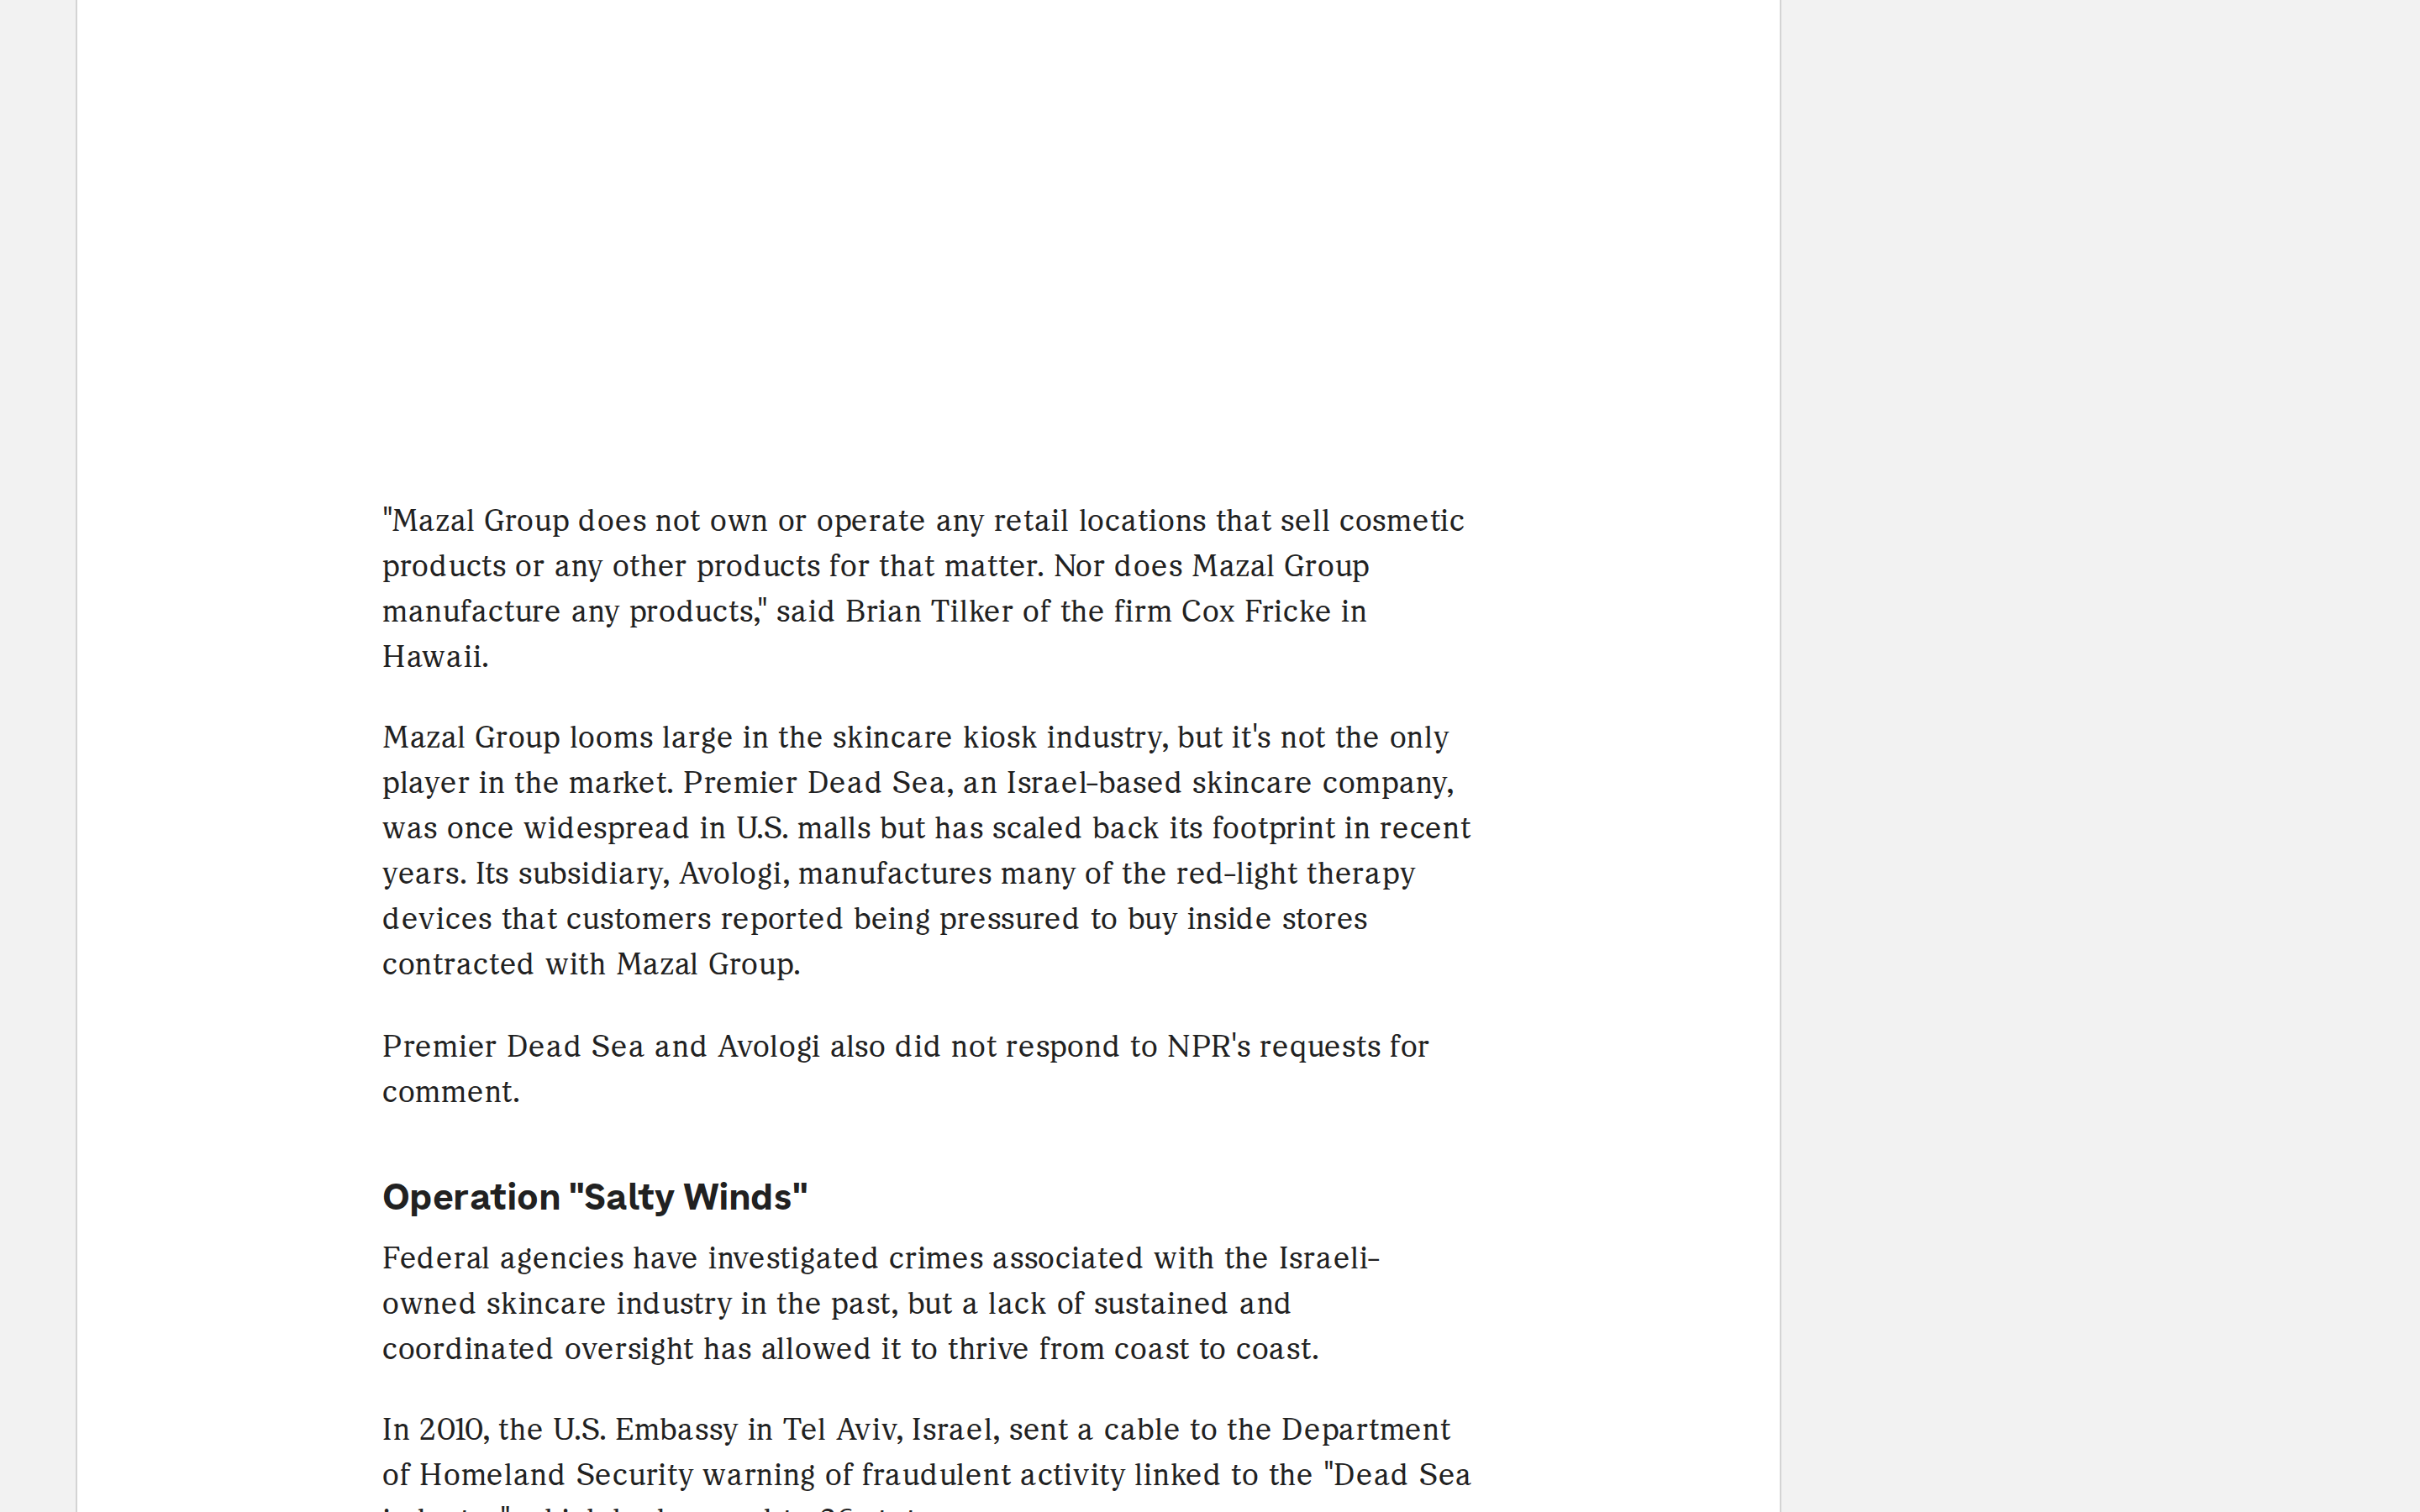 "Mazal Group does not own or operate any retail locations that sell cosmetic
products or any other products for that matter. Nor does Mazal Group
manufacture any products," said Brian Tilker of the firm Cox Fricke in
Hawaii.
Mazal Group looms large in the skincare kiosk industry, but it's not the only
player in the market. Premier Dead Sea, an Israel-based skincare company,
was once widespread in U.S. malls but has scaled back its footprint in recent
years. Its subsidiary, Avologi, manufactures many of the red-light therapy
devices that customers reported being pressured to buy inside stores
contracted with Mazal Group.
Premier Dead Sea and Avologi also did not respond to NPR's requests for
comment.
Operation "Salty Winds"
Federal agencies have investigated crimes associated with the Israeli-
owned skincare industry in the past, but a lack of sustained and
coordinated oversight has allowed it to thrive from coast to coast.
In 2010, the U.S. Embassy in Tel Aviv, Israel, sent a cable to the Department
of Homeland Security warning of fraudulent activity linked to the "Dead Sea